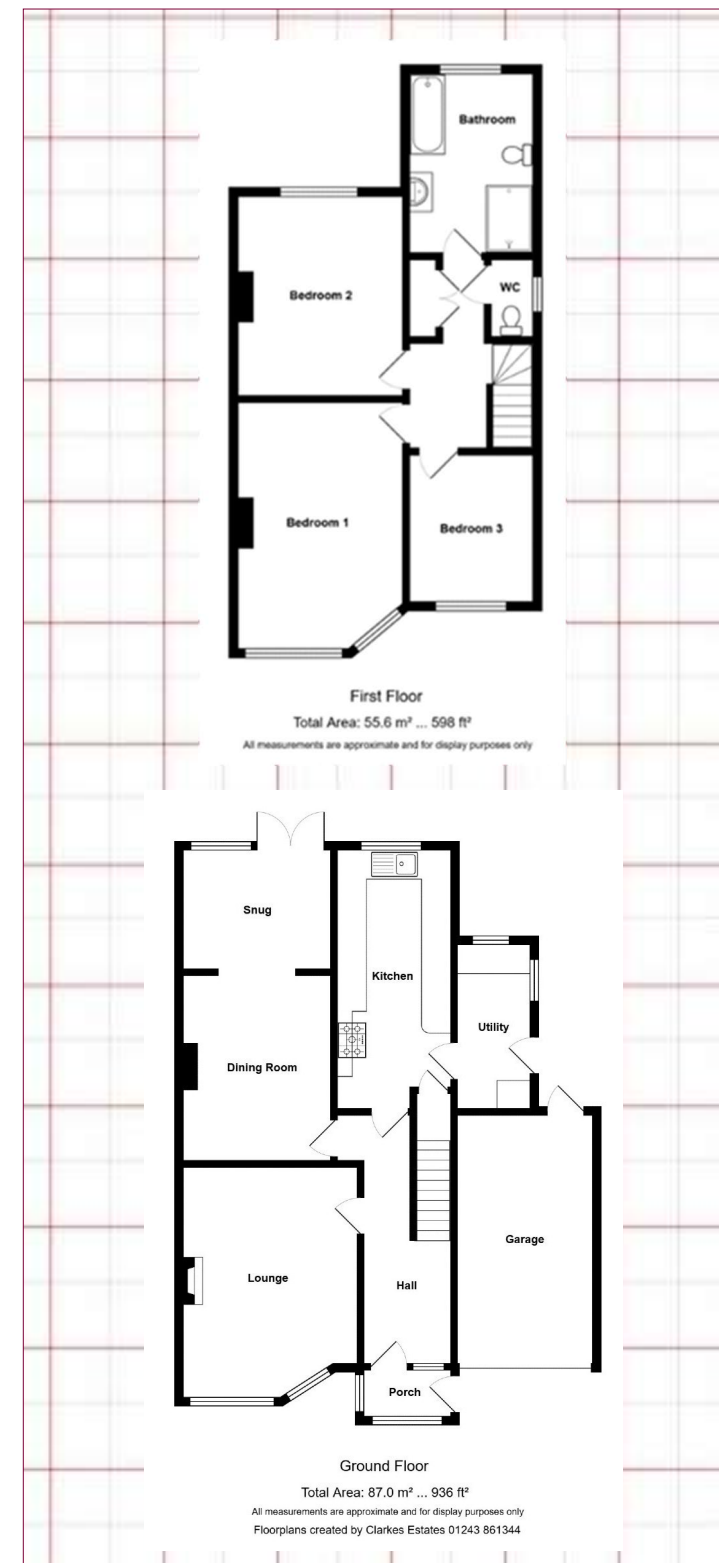 Bathroom
WC
Bedroom 2
Bedroom 1
Bedroom 3
First Floor
Total Area: 55.6 m² ... 598 ft²
All measurements are approximate and for display purposes only
Snug
Kitchen
Utility
Dining Room
Garage
Lounge
Hall
Porch
Ground Floor
Total Area: 87.0 m² ... 936 ft²
All measurements are approximate and for display purposes only
Floorplans created by Clarkes Estates 01243 861344